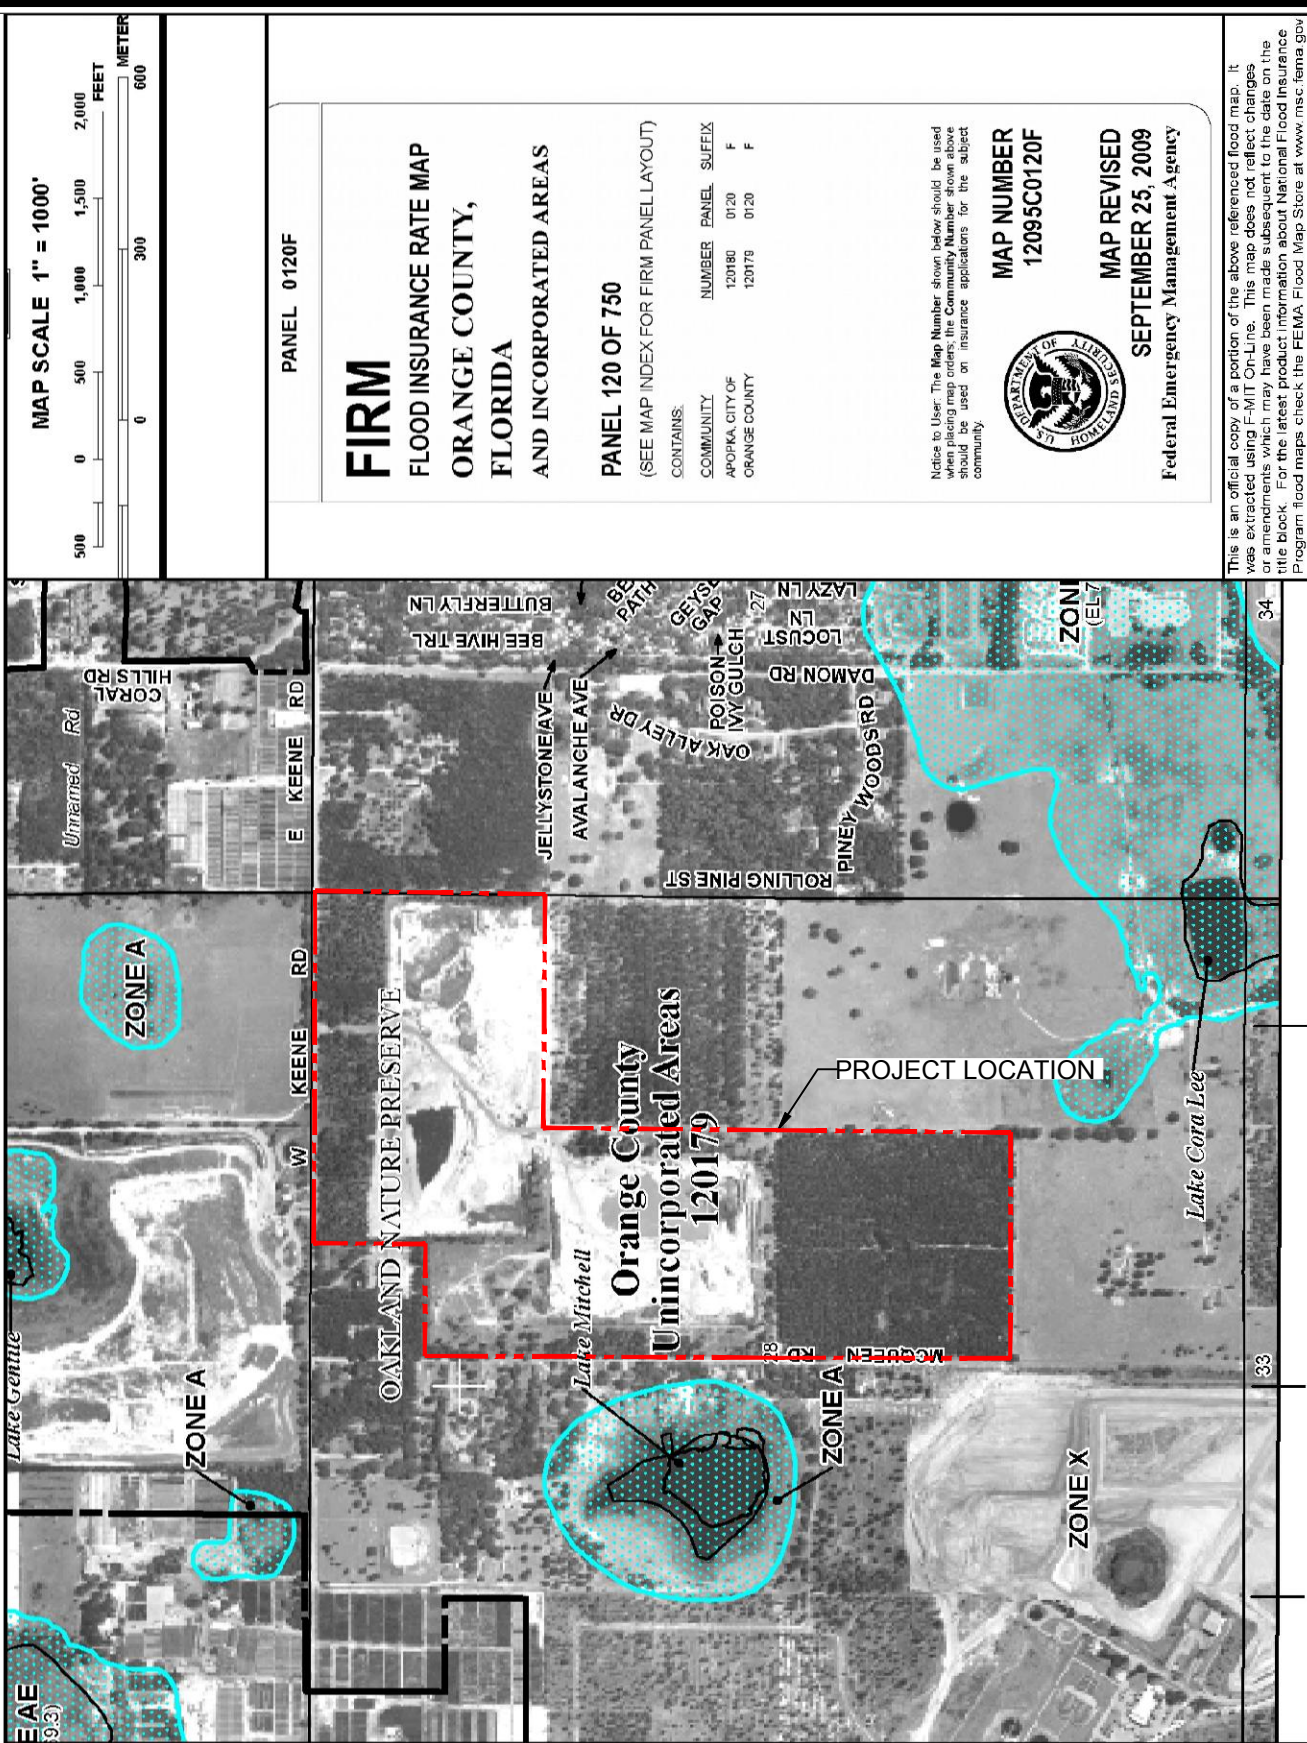 MAP SCALE 1" = 1000'
500 0 500 1,000 1,500 2,000
FEET
METER
0 300 600
PANEL 0120F
FIRM
FLOOD INSURANCE RATE MAP
ORANGE COUNTY,
FLORIDA
AND INCORPORATED AREAS
PANEL 120 OF 750
(SEE MAP INDEX FOR FIRM PANEL LAYOUT)
CONTAINS:
COMMUNITY NUMBER PANEL SUFFIX
APOPKA, CITY OF 120180 0120 F
ORANGE COUNTY 120179 0120 F
Notice to User: The Map Number shown below should be used
when placing map orders; the Community Number shown above
should be used on insurance applications for the subject
community.
U.S. DEPARTMENT OF HOMELAND SECURITY
MAP NUMBER
12095C0120F
MAP REVISED
SEPTEMBER 25, 2009
Federal Emergency Management Agency
This is an official copy of a portion of the above referenced flood map. It
was extracted using F-MIT On-Line. This map does not reflect changes
or amendments which may have been made subsequent to the date on the
title block. For the latest product information about National Flood Insurance
Program flood maps check the FEMA Flood Map Store at www.msc.fema.gov
E AE
Lake Gentile
ZONE A
ZONE A
Unnamed Rd
CORAL
HILLS RD
W KEENE RD
E KEENE RD
OAKLAND NATURE PRESERVE
BEE HIVE TRL
BUTTERFLY LN
JELLYSTONE AVE
AVALANCHE AVE
BE
PATH
GEYSE
GAP
27
OAK ALLEY DR
POISON
IVY GULCH
LOCUST
LN
LAZY LN
DAMON RD
ROLLING PINE ST
PINEY WOODS RD
Lake Mitchell
Orange County
Unincorporated Areas
120179
28
MCQUEEN RD
ZONE A
PROJECT LOCATION
ZONE X
Lake Cora Lee
ZON
(EL 7
33
34